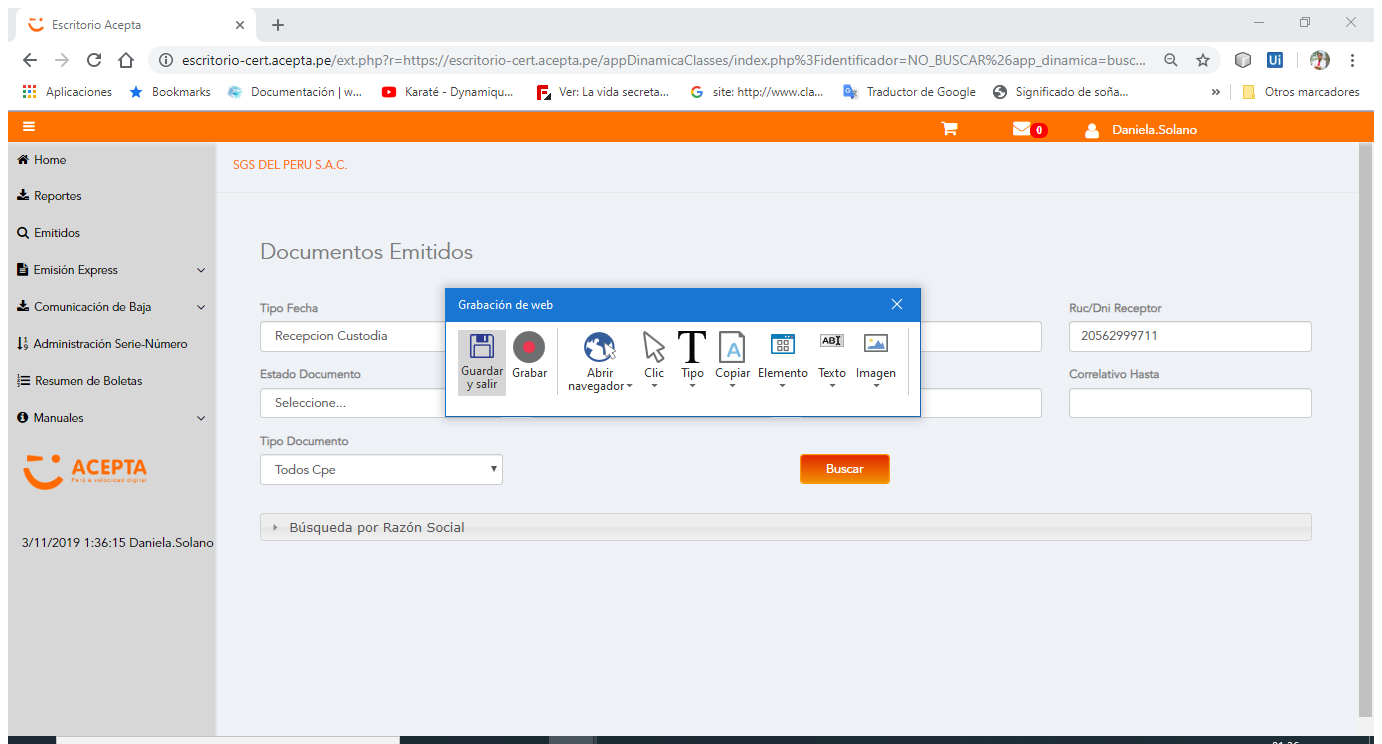 Escritorio Acepta
escritorio-cert.acepta.pe/ext.php?r=https://escritorio-cert.acepta.pe/appDinamicaClasses/index.php%3Fidentificador=NO_BUSCAR%26app_dinamica=busc...
Ui
Aplicaciones Bookmarks Documentación | w... Karaté - Dynamiqu... Ver: La vida secreta... site: http://www.cla... Traductor de Google Significado de soña... » Otros marcadores
0 Daniela.Solano
Home
SGS DEL PERU S.A.C.
Reportes
Emitidos
Emisión Express
Comunicación de Baja
Administración Serie-Número
Resumen de Boletas
Manuales
ACEPTA
Perú a velocidad digital
3/11/2019 1:36:15 Daniela.Solano
Documentos Emitidos
Tipo Fecha
Recepcion Custodia
Ruc/Dni Receptor
20562999711
Estado Documento
Seleccione...
Correlativo Hasta
Tipo Documento
Todos Cpe
Buscar
Búsqueda por Razón Social
Grabación de web
Guardar y salir
Grabar
Abrir navegador
Clic
Tipo
Copiar
Elemento
Texto
Imagen